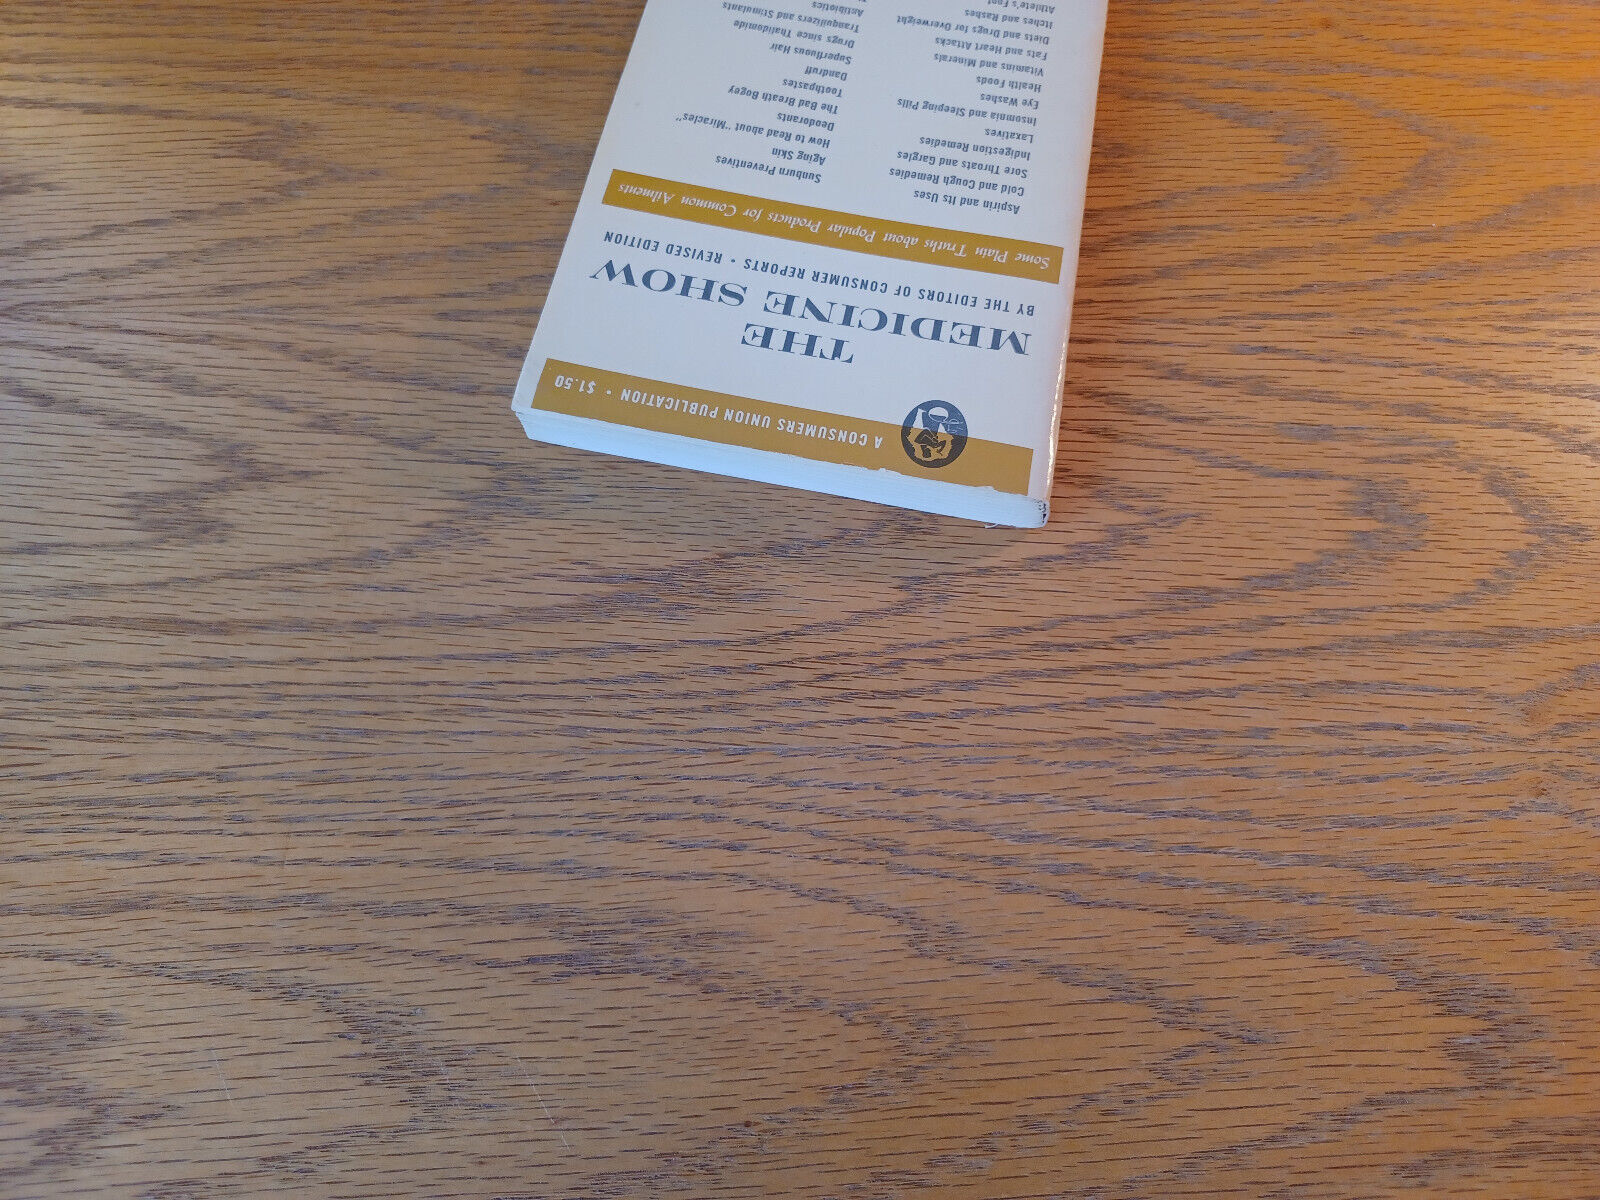 A CONSUMERS UNION PUBLICATION • $1.50
THE
MEDICINE SHOW
BY THE EDITORS OF CONSUMER REPORTS • REVISED EDITION
Some Plain Truths about Popular Products for Common Ailments
Aspirin and Its Uses
Cold and Cough Remedies
Sore Throats and Gargles
Indigestion Remedies
Laxatives
Insomnia and Sleeping Pills
Eye Washes
Health Foods
Vitamins and Minerals
Fats and Heart Attacks
Diets and Drugs for Overweight
Itches and Rashes
Athlete's Foot
Sunburn Preventives
Aging Skin
How to Read about "Miracles"
Deodorants
The Bad Breath Bogey
Toothpastes
Dandruff
Superfluous Hair
Drugs since Thalidomide
Tranquilizers and Stimulants
Antibiotics